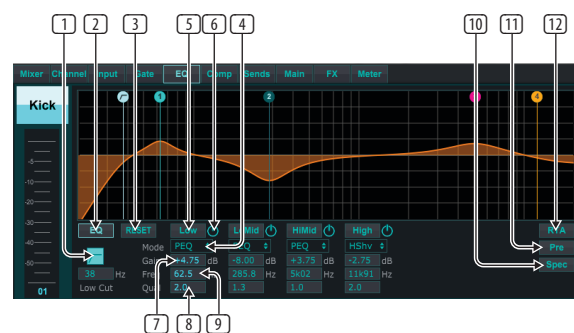 1 2 3 5 6 4 10 11 12
Mixer Channel Input Gate EQ Comp Sends Main FX Meter
Kick
1 2 4
-5
-10
-20
-30
-40
-50
01
EQ RESET Low LoMid HiMid High RTA
Mode PEQ PEQ PEQ HShv Pre
Gain +4.75 dB -8.00 dB +3.75 dB -2.75 dB Spec
38 Hz Freq 62.5 Hz 285.8 Hz 5k02 Hz 11k91 Hz
Low Cut Qual 2.0 1.3 1.0 2.0
7 8 9